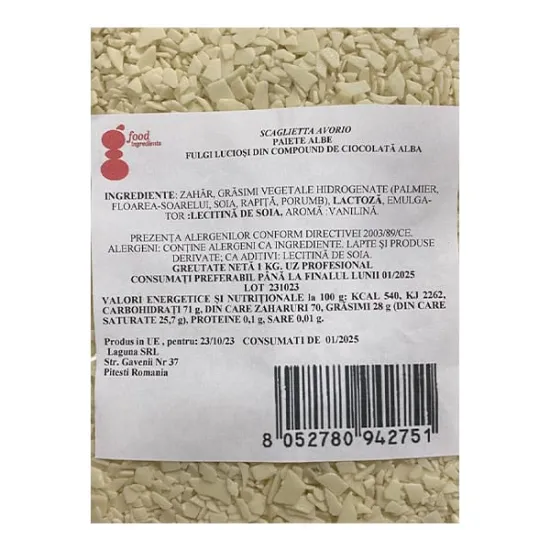 food
ingredients
SCAGLIETTA AVORIO
PAIETE ALBE
FULGI LUCIOȘI DIN COMPOUND DE CIOCOLATĂ ALBA
INGREDIENTE: ZAHĂR, GRĂSIMI VEGETALE HIDROGENATE (PALMIER,
FLOAREA-SOARELUI, SOIA, RAPIȚĂ, PORUMB), LACTOZĂ, EMULGA-
TOR :LECITINĂ DE SOIA, AROMĂ :VANILINĂ.
PREZENȚA ALERGENILOR CONFORM DIRECTIVEI 2003/89/CE.
ALERGENI: CONȚINE ALERGENI CA INGREDIENTE. LAPTE ȘI PRODUSE
DERIVATE; CA ADITIVI: LECITINĂ DE SOIA.
GREUTATE NETĂ 1 KG. UZ PROFESIONAL
CONSUMAȚI PREFERABIL PÂNĂ LA FINALUL LUNII 01/2025
LOT 231023
VALORI ENERGETICE ȘI NUTRIȚIONALE la 100 g: KCAL 540, KJ 2262,
CARBOHIDRAȚI 71 g, DIN CARE ZAHARURI 70, GRĂSIMI 28 g (DIN CARE
SATURATE 25,7 g), PROTEINE 0,1 g, SARE 0,01 g.
Produs in UE , pentru: 23/10/23 CONSUMATI DE 01/2025
Laguna SRL
Str. Gavenii Nr 37
Pitesti Romania
8 052780 942751